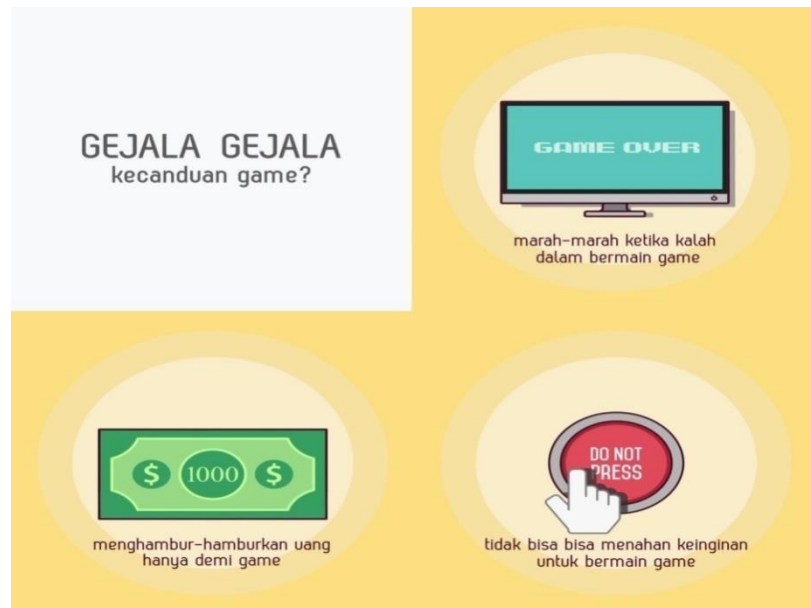 GEJALA GEJALA
kecanduan game?
GAME OVER
marah-marah ketika kalah
dalam bermain game
$ 1000 $
menghambur-hamburkan uang
hanya demi game
DO NOT
PRESS
tidak bisa bisa menahan keinginan
untuk bermain game